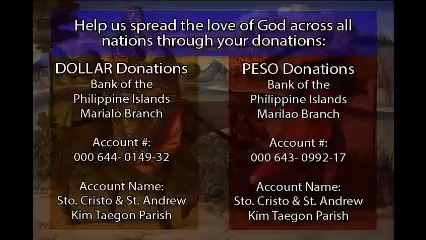 Help us spread the love of God across all
nations through your donations:
DOLLAR Donations
Bank of the
Philippine Islands
Marialo Branch
Account #:
000 644- 0149-32
Account Name:
Sto. Cristo & St. Andrew
Kim Taegon Parish
PESO Donations
Bank of the
Philippine Islands
Marilao Branch
Account #:
000 643- 0992-17
Account Name:
Sto. Cristo & St. Andrew
Kim Taegon Parish